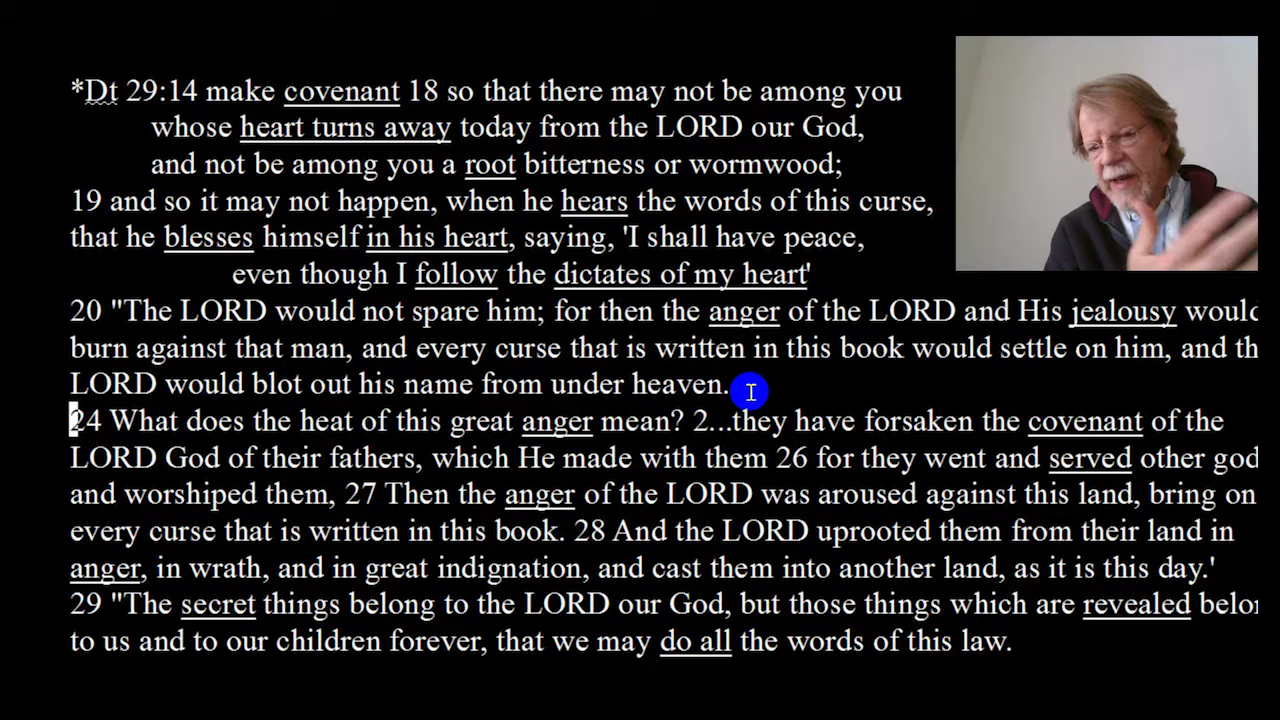 *Dt 29:14 make covenant 18 so that there may not be among you
whose heart turns away today from the LORD our God,
and not be among you a root bitterness or wormwood;
19 and so it may not happen, when he hears the words of this curse,
that he blesses himself in his heart, saying, 'I shall have peace,
even though I follow the dictates of my heart'
20 "The LORD would not spare him; for then the anger of the LORD and His jealousy would
burn against that man, and every curse that is written in this book would settle on him, and th
LORD would blot out his name from under heaven.
24 What does the heat of this great anger mean? 2...they have forsaken the covenant of the
LORD God of their fathers, which He made with them 26 for they went and served other god
and worshiped them, 27 Then the anger of the LORD was aroused against this land, bring on
every curse that is written in this book. 28 And the LORD uprooted them from their land in
anger, in wrath, and in great indignation, and cast them into another land, as it is this day.'
29 "The secret things belong to the LORD our God, but those things which are revealed belon
to us and to our children forever, that we may do all the words of this law.